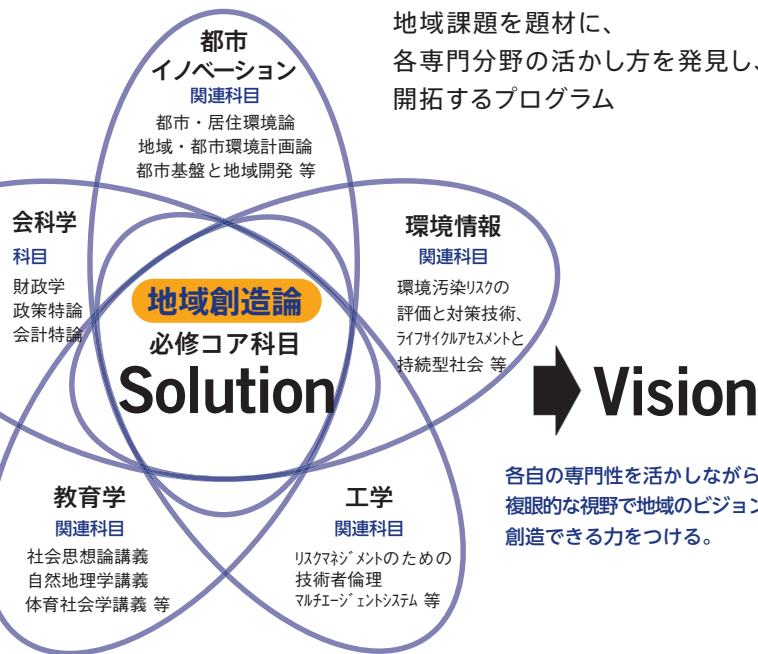 地域課題を題材に、
各専門分野の活かし方を発見し、
開拓するプログラム
都市
イノベーション
関連科目
都市・居住環境論
地域・都市環境計画論
都市基盤と地域開発 等
会科学
科目
財政学
政策特論
会計特論
環境情報
関連科目
環境汚染リスクの
評価と対策技術、
ライフサイクルアセスメントと
持続型社会 等
地域創造論
必修コア科目
Solution
Vision
各自の専門性を活かしながら
複眼的な視野で地域のビジョン
創造できる力をつける。
教育学
関連科目
社会思想論講義
自然地理学講義
体育社会学講義 等
工学
関連科目
リスクマネジメントのための
技術者倫理
マルチエージェントシステム 等